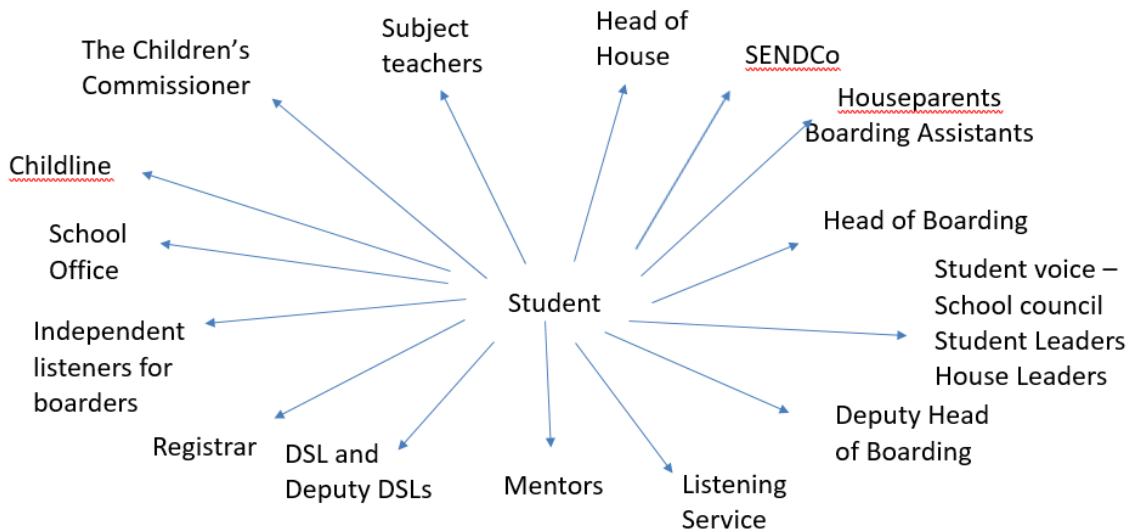 The Children’s
Commissioner
Subject
teachers
Head of
House
SENDCo
Houseparents
Boarding Assistants
Childline
School
Office
Head of Boarding
Student voice –
School council
Student Leaders
House Leaders
Student
Independent
listeners for
boarders
Deputy Head
of Boarding
Registrar
DSL and
Deputy DSLs
Mentors
Listening
Service